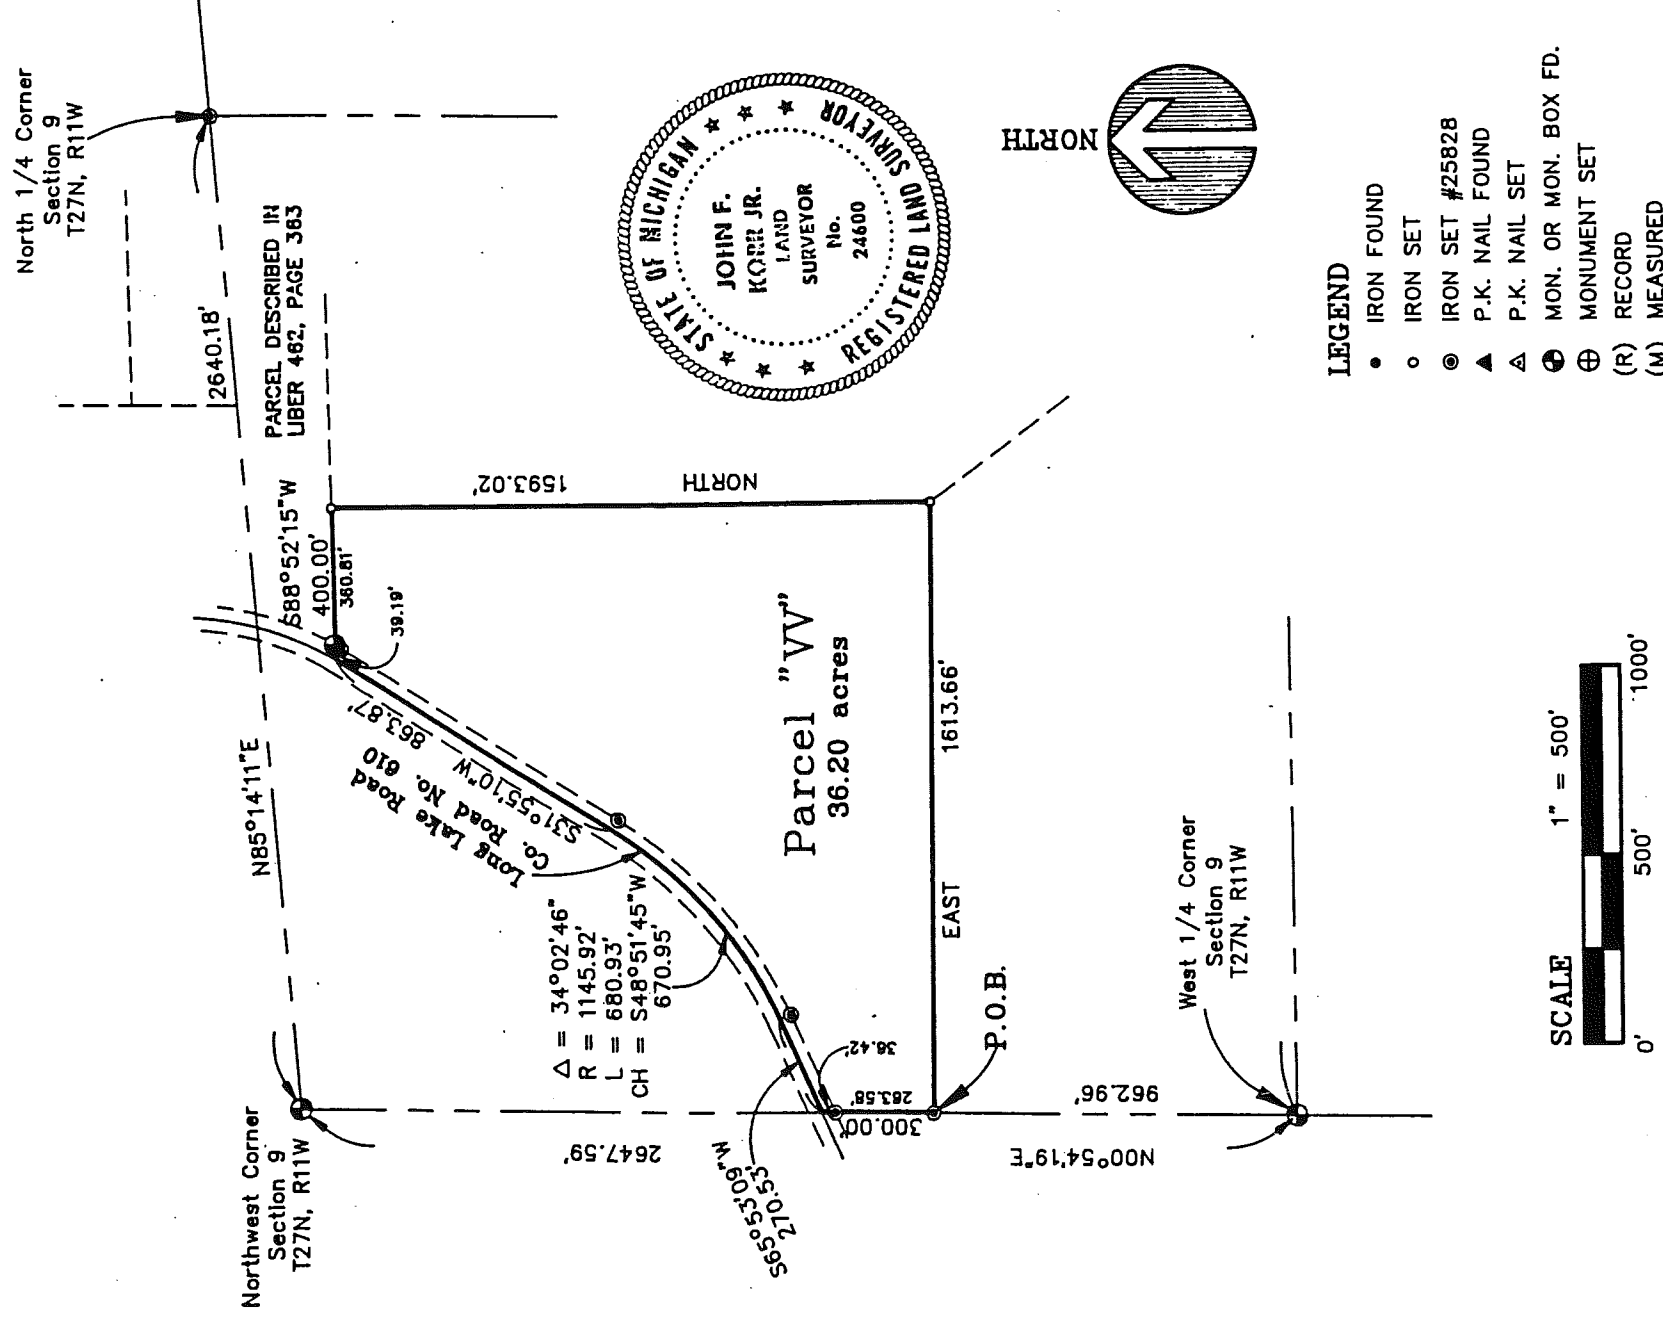 North 1/4 Corner
Section 9
T27N, R11W
2640.18'
PARCEL DESCRIBED IN
LIBER 462, PAGE 363
N85°14'11"E
S88°52'15"W
400.00'
360.81'
39.19'
1593.02'
NORTH
Northwest Corner
Section 9
T27N, R11W
Long Lake Road
Co. Road No. 610
S31°55'10"W
863.87'
Δ = 34°02'46"
R = 1145.92'
L = 680.93'
CH = S48°51'45"W
670.95'
S65°53'09"W
270.53'
2647.59'
36.42'
263.58'
300.00'
Parcel "VV"
36.20 acres
EAST
1613.66'
P.O.B.
962.96'
N00°54'19"E
West 1/4 Corner
Section 9
T27N, R11W
STATE OF MICHIGAN
JOHN F.
KORR JR.
LAND
SURVEYOR
No.
24600
REGISTERED LAND SURVEYOR
NORTH
LEGEND
IRON FOUND
IRON SET
IRON SET #25828
P.K. NAIL FOUND
P.K. NAIL SET
MON. OR MON. BOX FD.
MONUMENT SET
(R) RECORD
(M) MEASURED
SCALE 1" = 500'
0' 500' 1000'